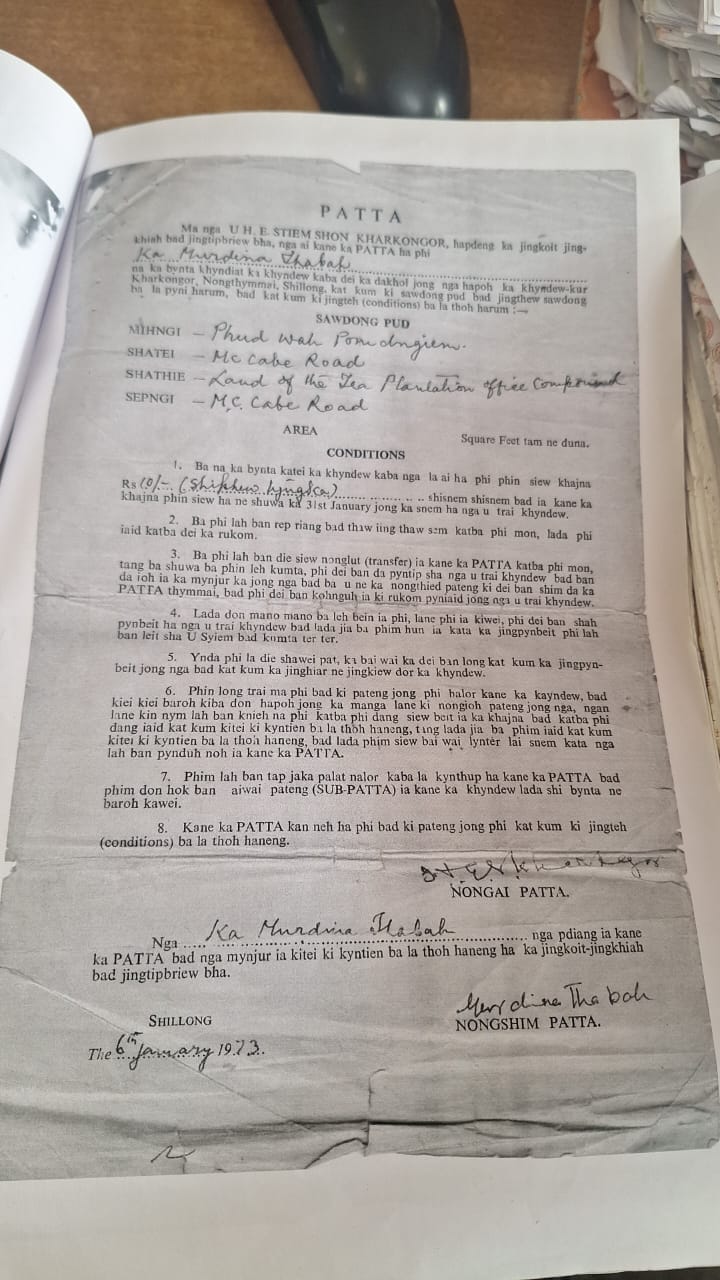 PATTA
Ma nga U H. E. STIEM SHON KHARKONGOR, hapdeng ka jingkoit jing-
khiah bad jingtipbriew bha, nga ai kane ka PATTA ha phi
Ka Murdina Thabah
na ka bynta khyndiat ka khyndew kaba dei ka dakhol jong nga hapoh ka khyndew-kur
Kharkongor, Nongthymmai, Shillong, kat kum ki sawdong pud bad jingthew sawdong
ba la pyni harum, bad kat kum ki jingteh (conditions) ba la thoh harum :—
SAWDONG PUD
MIHNGI – Phud Wah
SHATEI – Mc Cabe Road
SHATHIE – Land of the Tea Plantation office Compound
SEPNGI – M.C. Cabe Road
AREA Square Feet tam ne duna.
CONDITIONS
1. Ba na ka bynta katei ka khyndew kaba nga la ai ha phi phin siew khajna
Rs 10/-. (Shiphew tyngka) .................. shisnem shisnem bad ia kane ka
khajna phin siew ha ne shuwa ka 31st January jong ka snem ha nga u trai khyndew.
2. Ba phi lah ban rep riang bad thaw iing thaw sem katba phi mon, lada phi
iaid katba dei ka rukom.
3. Ba phi lah ban die siew nonglut (transfer) ia kane ka PATTA katba phi mon,
tang ba shuwa ba phin leh kumta, phi dei ban da pyntip sha nga u trai khyndew bad ban
da ioh ia ka mynjur ka jong nga bad ba u ne ka nongthied pateng ki dei ban shim da ka
PATTA thymmai, bad phi dei ban kohnguh ia ki rukom pyniaid jong nga u trai khyndew.
4. Lada don mano mano ba leh bein ia phi, lane phi ia kiwei, phi dei ban shah
pynbeit ha nga u trai khyndew bad lada jia ba phim hun ia kata ka jingpynbeit phi lah
ban leit sha U Syiem bad kumta ter ter.
5. Ynda phi la die shawei pat, ka bai wai ka dei ban long kat kum ka jingpyn-
beit jong nga bad kat kum ka jinghiar ne jingkiew dor ka khyndew.
6. Phin long trai ma phi bad ki pateng jong phi halor kane ka kayndew, bad
kiei kiei baroh kiba don hapoh jong ka manga lane ki nongioh pateng jong nga, ngan
lane kin nym lah ban knieh na phi katba phi dang siew beit ia ka khajna bad katba phi
dang iaid kat kum kitei ki kyntien ba la thoh haneng, tang lada jia ba phim iaid kat kum
kitei ki kyntien ba la thoh haneng, bad lada phim siew bai wai lynter lai snem kata nga
lah ban pynduh noh ia kane ka PATTA.
7. Phim lah ban tap jaka palat nalor kaba la kynthup ha kane ka PATTA bad
phim don hok ban aiwai pateng (SUB-PATTA) ia kane ka khyndew lada shi bynta ne
baroh kawei.
8. Kane ka PATTA kan neh ha phi bad ki pateng jong phi kat kum ki jingteh
(conditions) ba la thoh haneng.
NONGAI PATTA.
Nga ..... Ka Murdina Thabah .................. nga pdiang ia kane
ka PATTA bad nga mynjur ia kitei ki kyntien ba la thoh haneng ha ka jingkoit-jingkhiah
bad jingtipbriew bha.
Murdina Thabah
SHILLONG NONGSHIM PATTA.
The 6th January 1973.